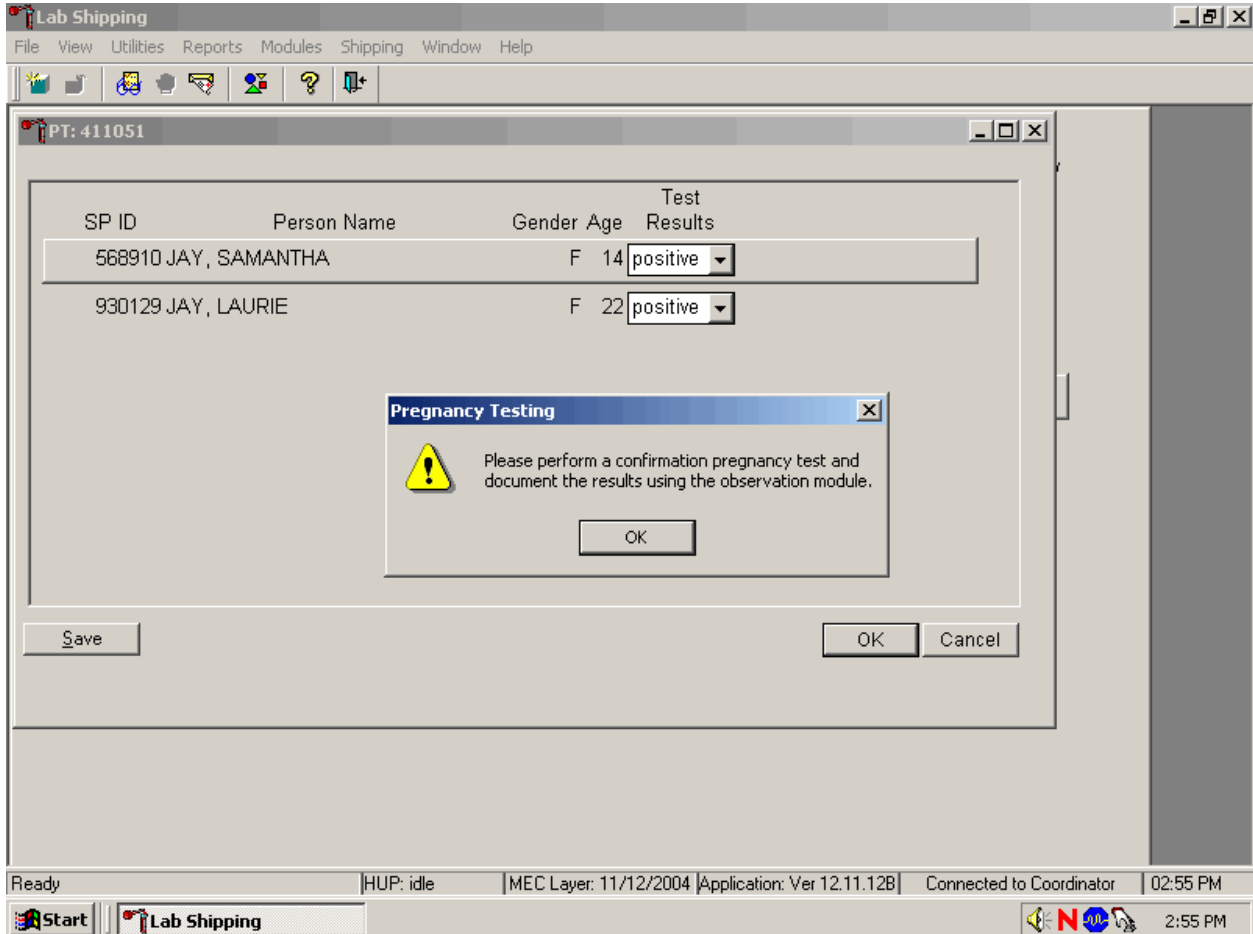 Lab Shipping
File View Utilities Reports Modules Shipping Window Help
PT: 411051
Test
SP ID Person Name Gender Age Results
568910 JAY, SAMANTHA F 14 positive
930129 JAY, LAURIE F 22 positive
Pregnancy Testing
Please perform a confirmation pregnancy test and
document the results using the observation module.
OK
Save OK Cancel
Ready HUP: idle MEC Layer: 11/12/2004 Application: Ver 12.11.12B Connected to Coordinator 02:55 PM
Start Lab Shipping N 2:55 PM